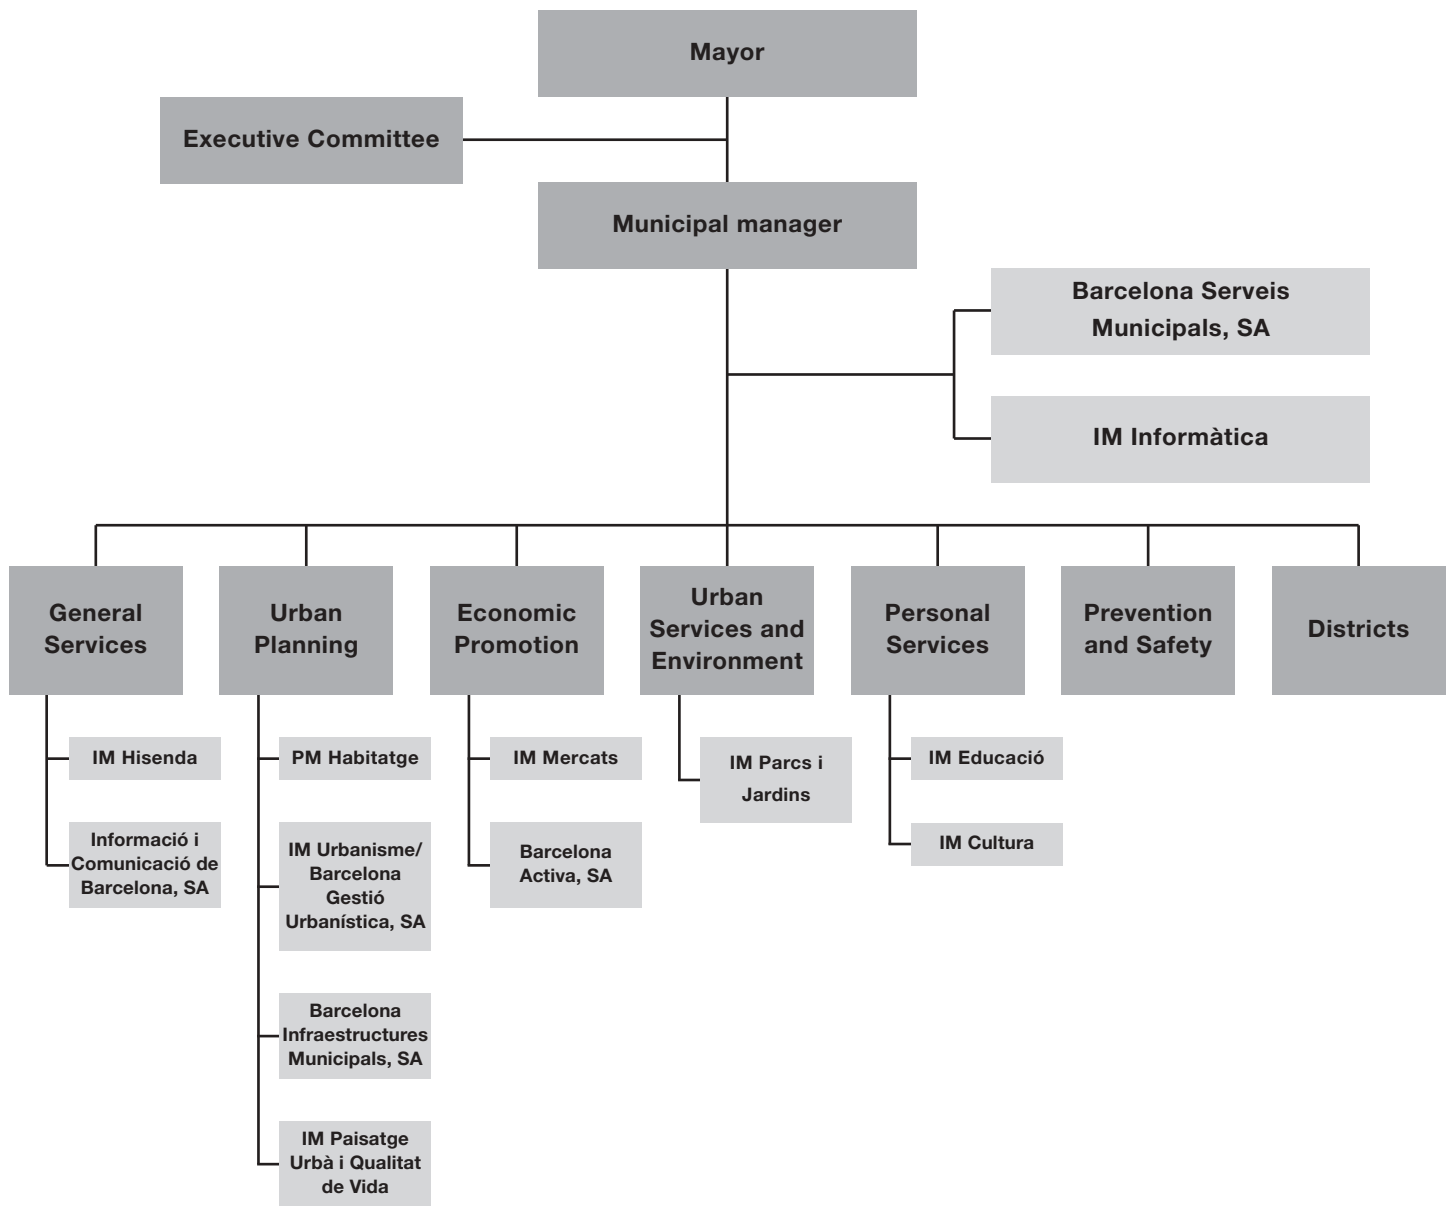 Mayor
Executive Committee
Municipal manager
Barcelona Serveis
Municipals, SA
IM Informàtica
General
Services
Urban
Planning
Economic
Promotion
Urban
Services and
Environment
Personal
Services
Prevention
and Safety
Districts
IM Hisenda
Informació i
Comunicació de
Barcelona, SA
PM Habitatge
IM Urbanisme/
Barcelona
Gestió
Urbanística, SA
Barcelona
Infraestructures
Municipals, SA
IM Paisatge
Urbà i Qualitat
de Vida
IM Mercats
Barcelona
Activa, SA
IM Parcs i
Jardins
IM Educació
IM Cultura